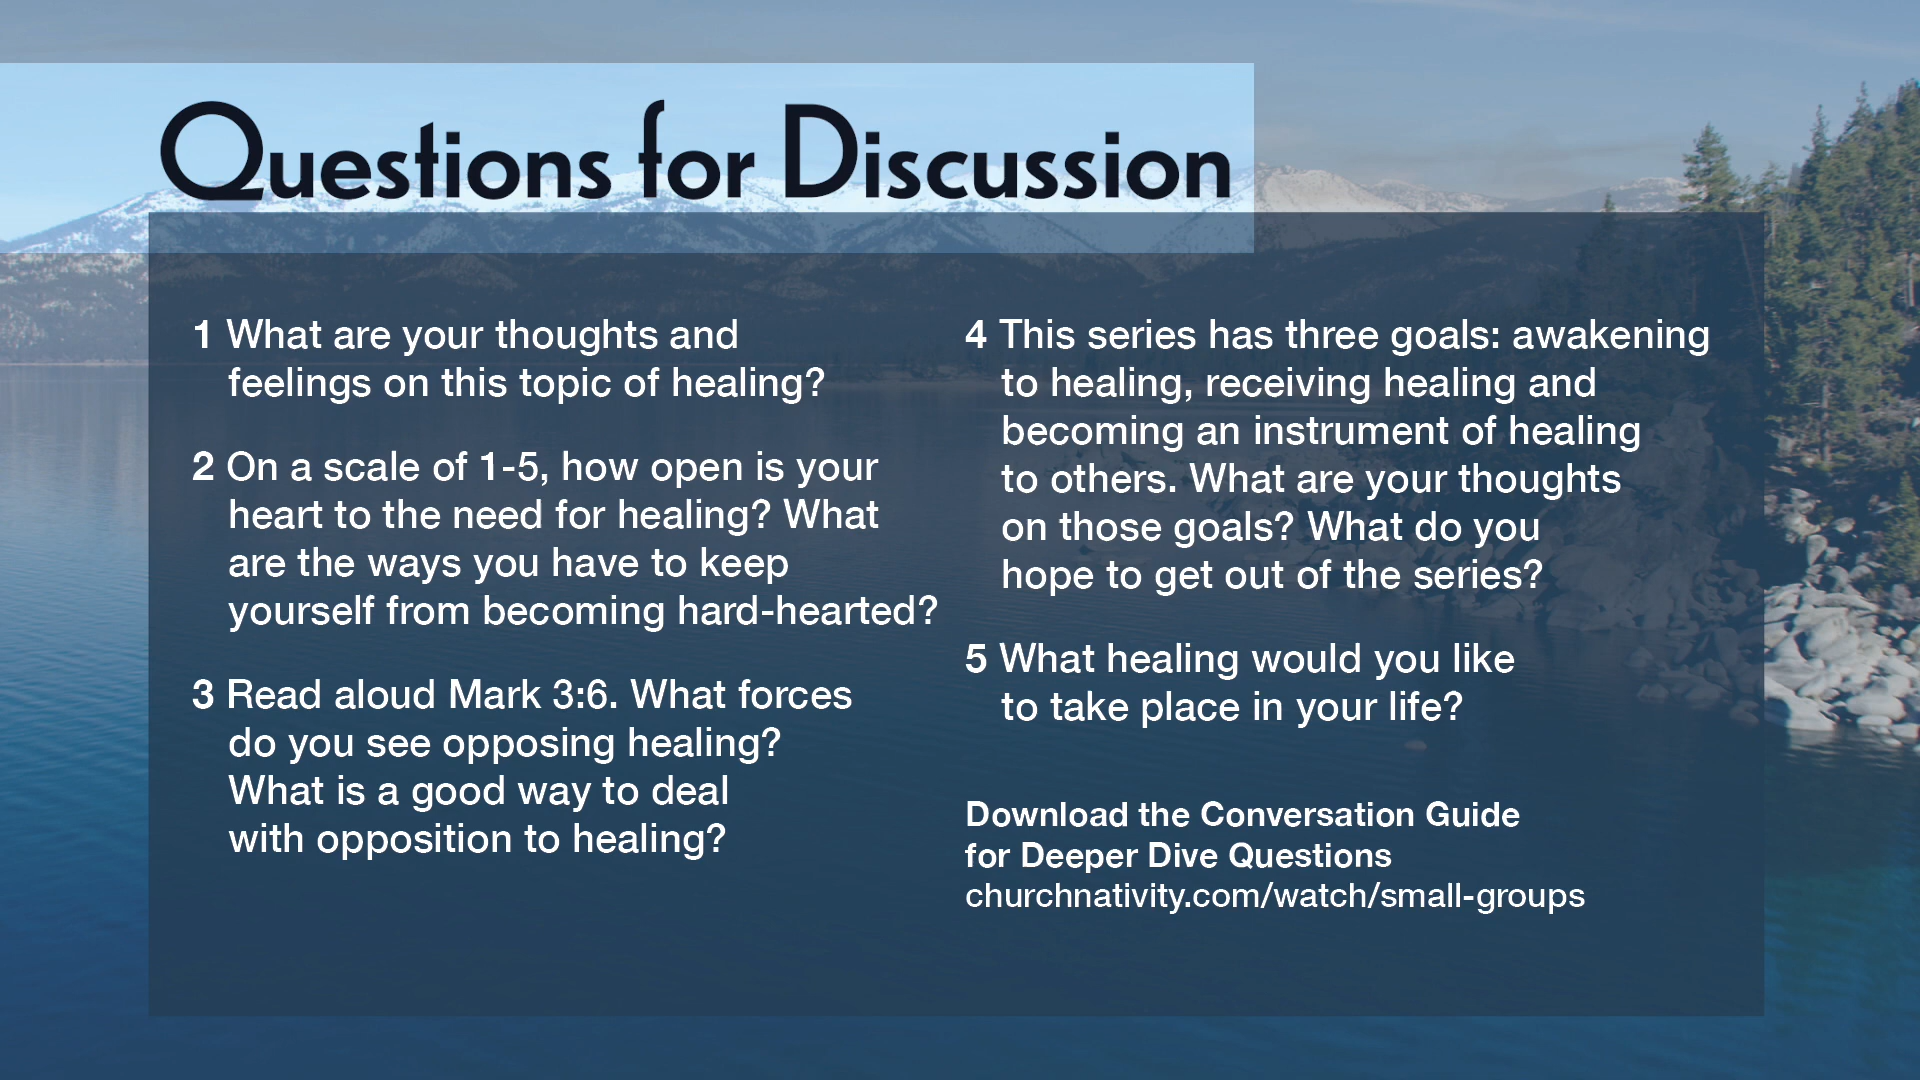 Questions for Discussion
1 What are your thoughts and
feelings on this topic of healing?
2 On a scale of 1-5, how open is your
heart to the need for healing? What
are the ways you have to keep
yourself from becoming hard-hearted?
3 Read aloud Mark 3:6. What forces
do you see opposing healing?
What is a good way to deal
with opposition to healing?
4 This series has three goals: awakening
to healing, receiving healing and
becoming an instrument of healing
to others. What are your thoughts
on those goals? What do you
hope to get out of the series?
5 What healing would you like
to take place in your life?
Download the Conversation Guide
for Deeper Dive Questions
churchnativity.com/watch/small-groups